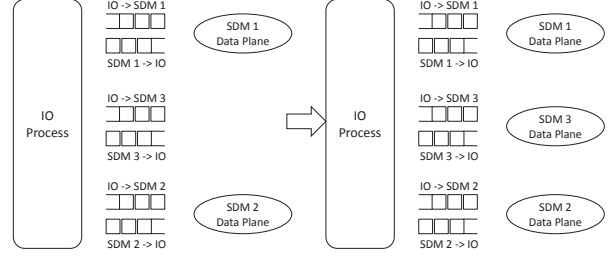 IO
Process
IO -> SDM 1
SDM 1 -> IO
IO -> SDM 3
SDM 3 -> IO
IO -> SDM 2
SDM 2 -> IO
SDM 1
Data Plane
SDM 2
Data Plane
IO
Process
IO -> SDM 1
SDM 1 -> IO
IO -> SDM 3
SDM 3 -> IO
IO -> SDM 2
SDM 2 -> IO
SDM 1
Data Plane
SDM 3
Data Plane
SDM 2
Data Plane